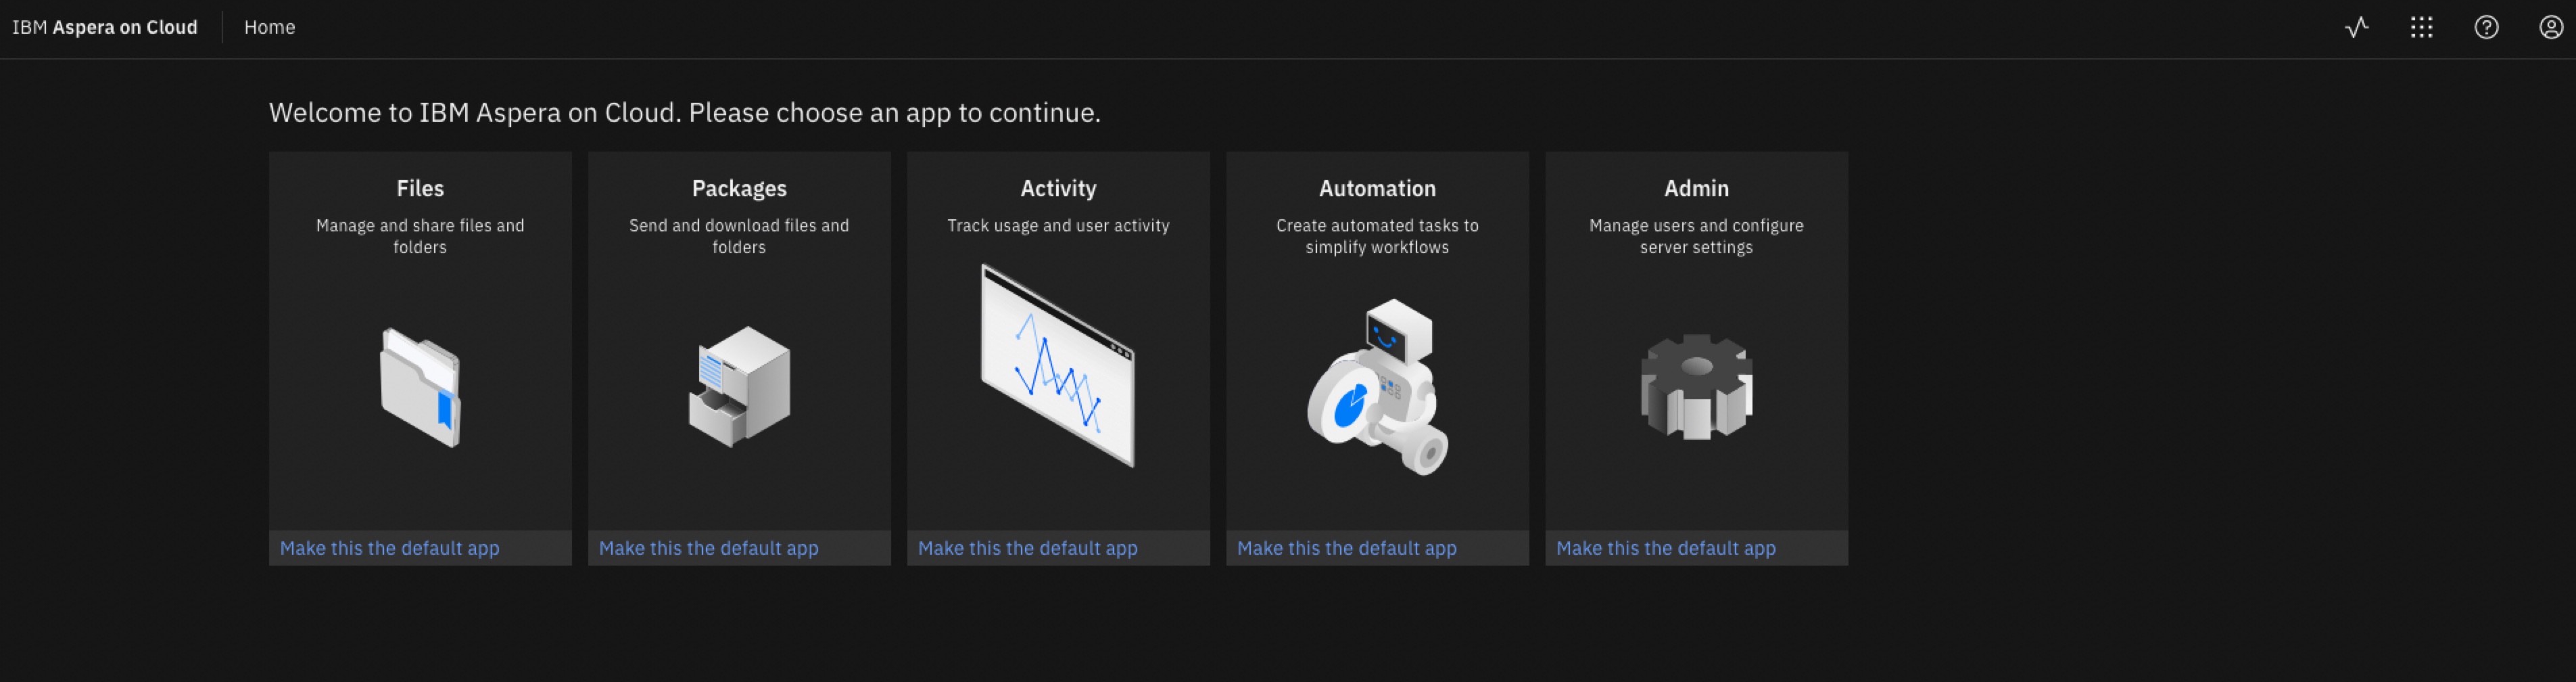 IBM Aspera on Cloud
Home
Welcome to IBM Aspera on Cloud. Please choose an app to continue.
Files
Manage and share files and
folders
Make this the default app
Packages
Send and download files and
folders
Make this the default app
Activity
Track usage and user activity
Make this the default app
Automation
Create automated tasks to
simplify workflows
Make this the default app
Admin
Manage users and configure
server settings
Make this the default app